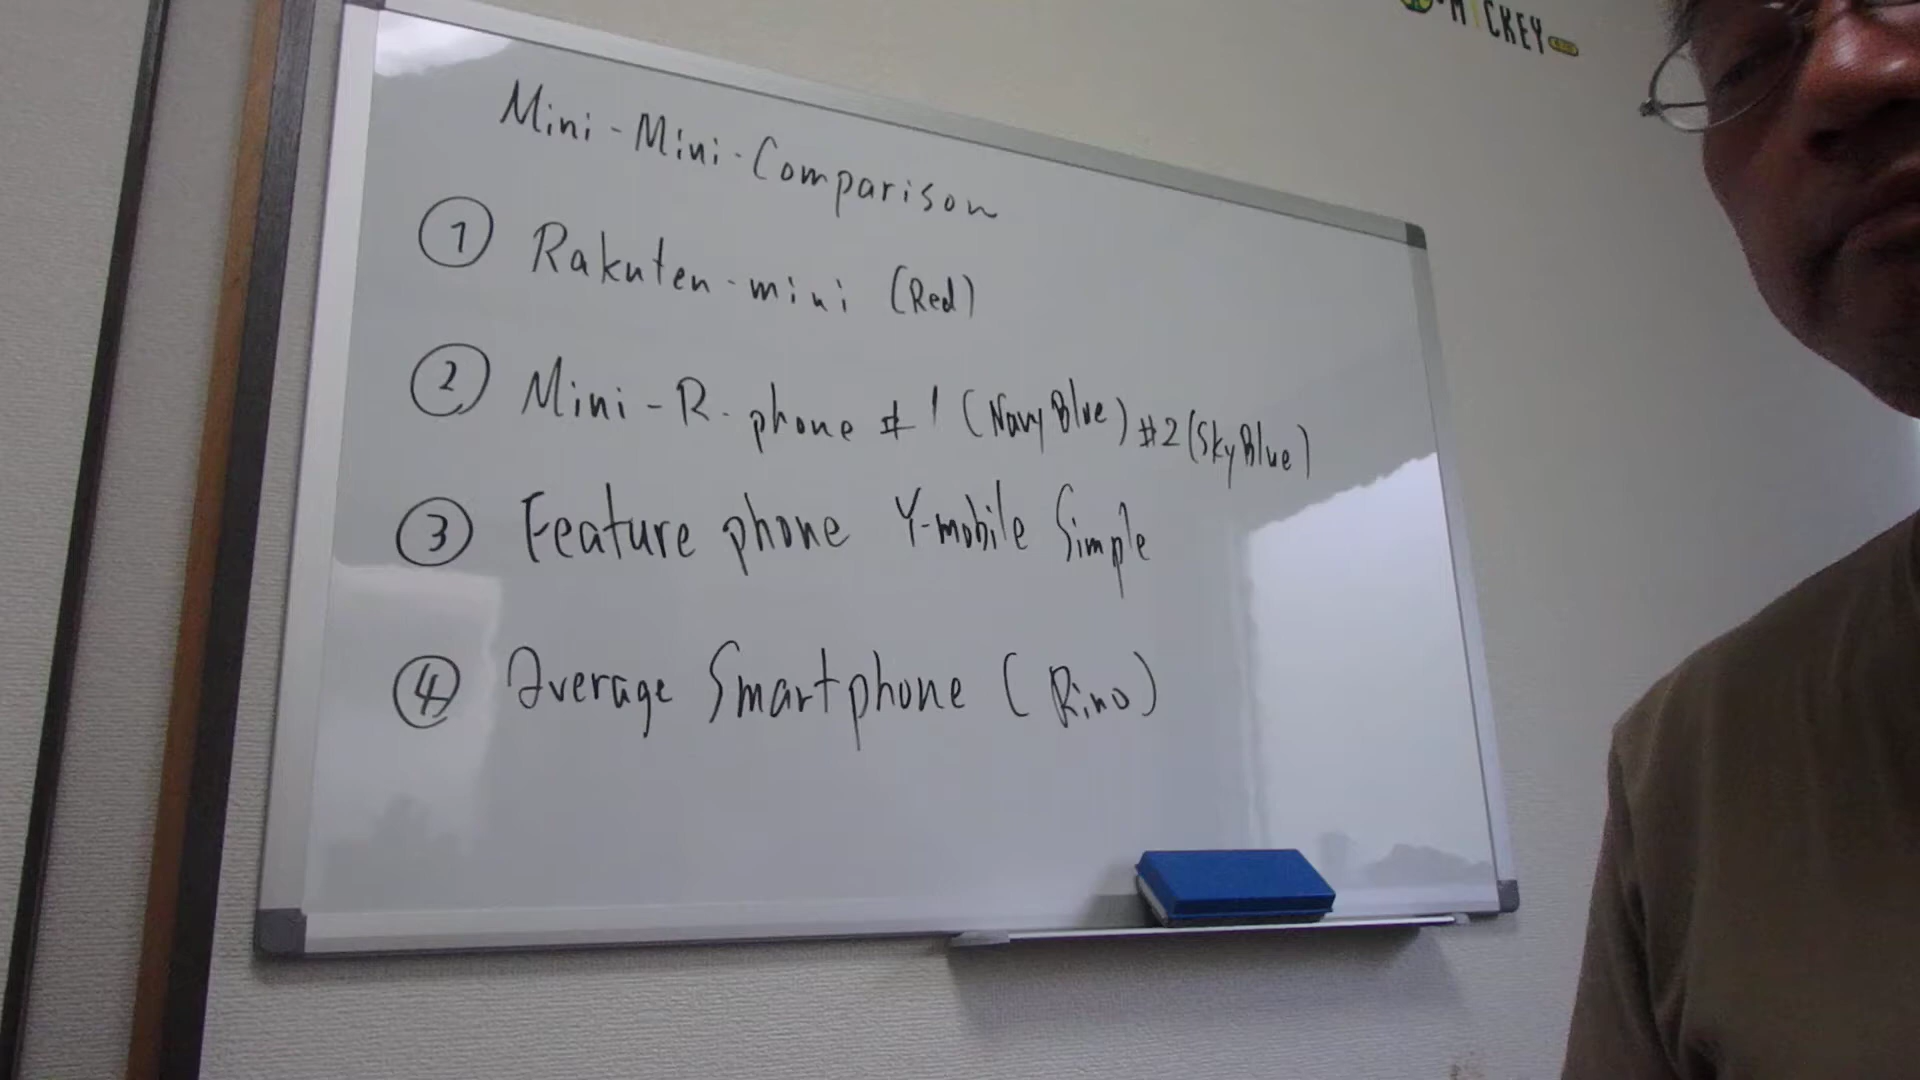 MICKEY
Mini-Mini-Comparison
① Rakuten-mini (Red)
② Mini-R-phone #1 (Navy Blue) #2 (Sky Blue)
③ Feature phone Y-mobile Simple
④ Average Smartphone (Rino)